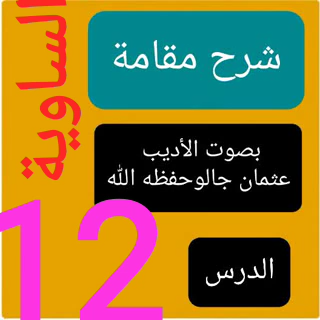 شرح مقامة
الساوية
بصوت الأديب
عثمان جالوحفظه الله
الدرس
12